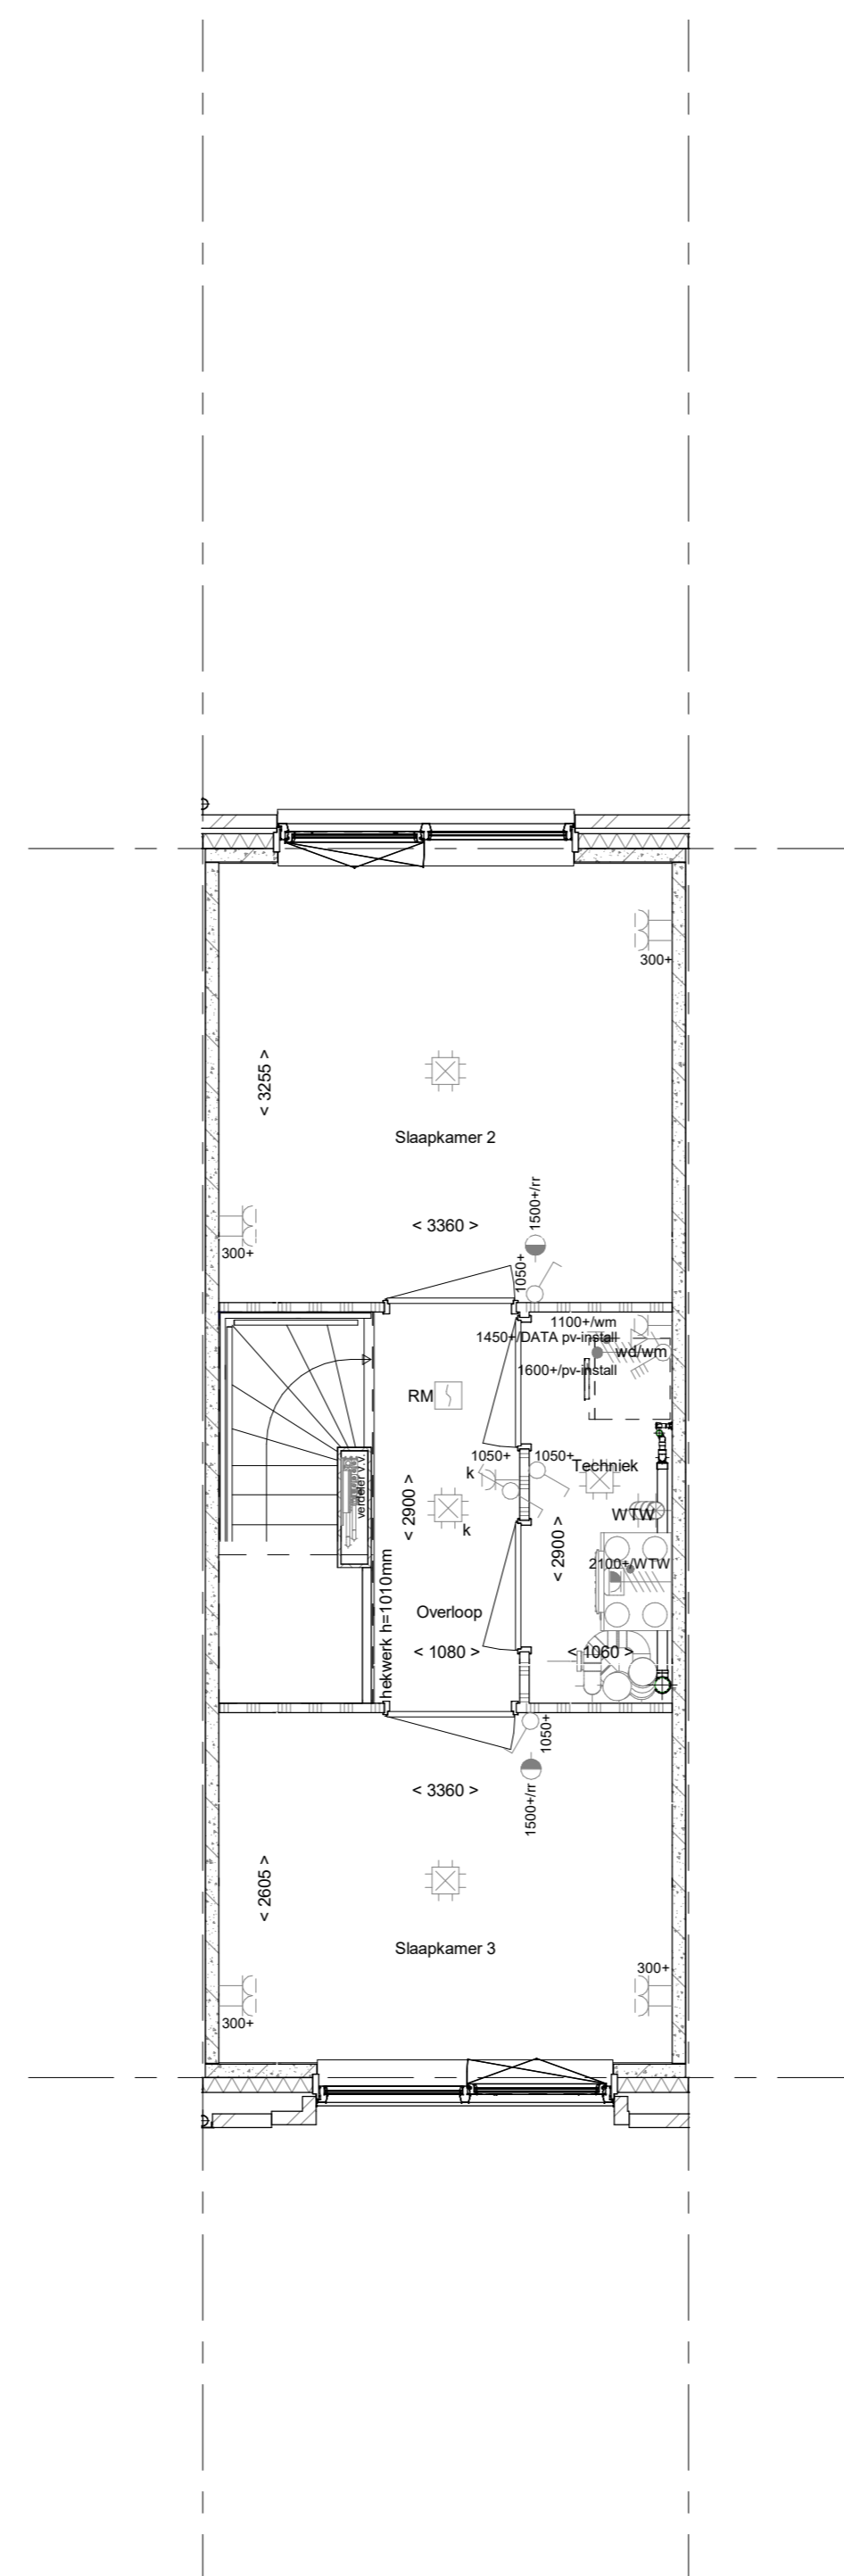 300+
< 3255 >
Slaapkamer 2
1500+/rr
< 3360 >
300+
1050+
1100+/wm
1450+/DATA pv-install
wd/wm
1600+/pv-install
RM
1050+
1050+
k
Techniek
verdeler v.v.
< 2900 >
WTW
k
< 2900 >
2100+/WTW
hekwerk h=1010mm
Overloop
< 1080 >
< 1060 >
1050+
< 3360 >
1500+/rr
< 2605 >
Slaapkamer 3
300+
300+